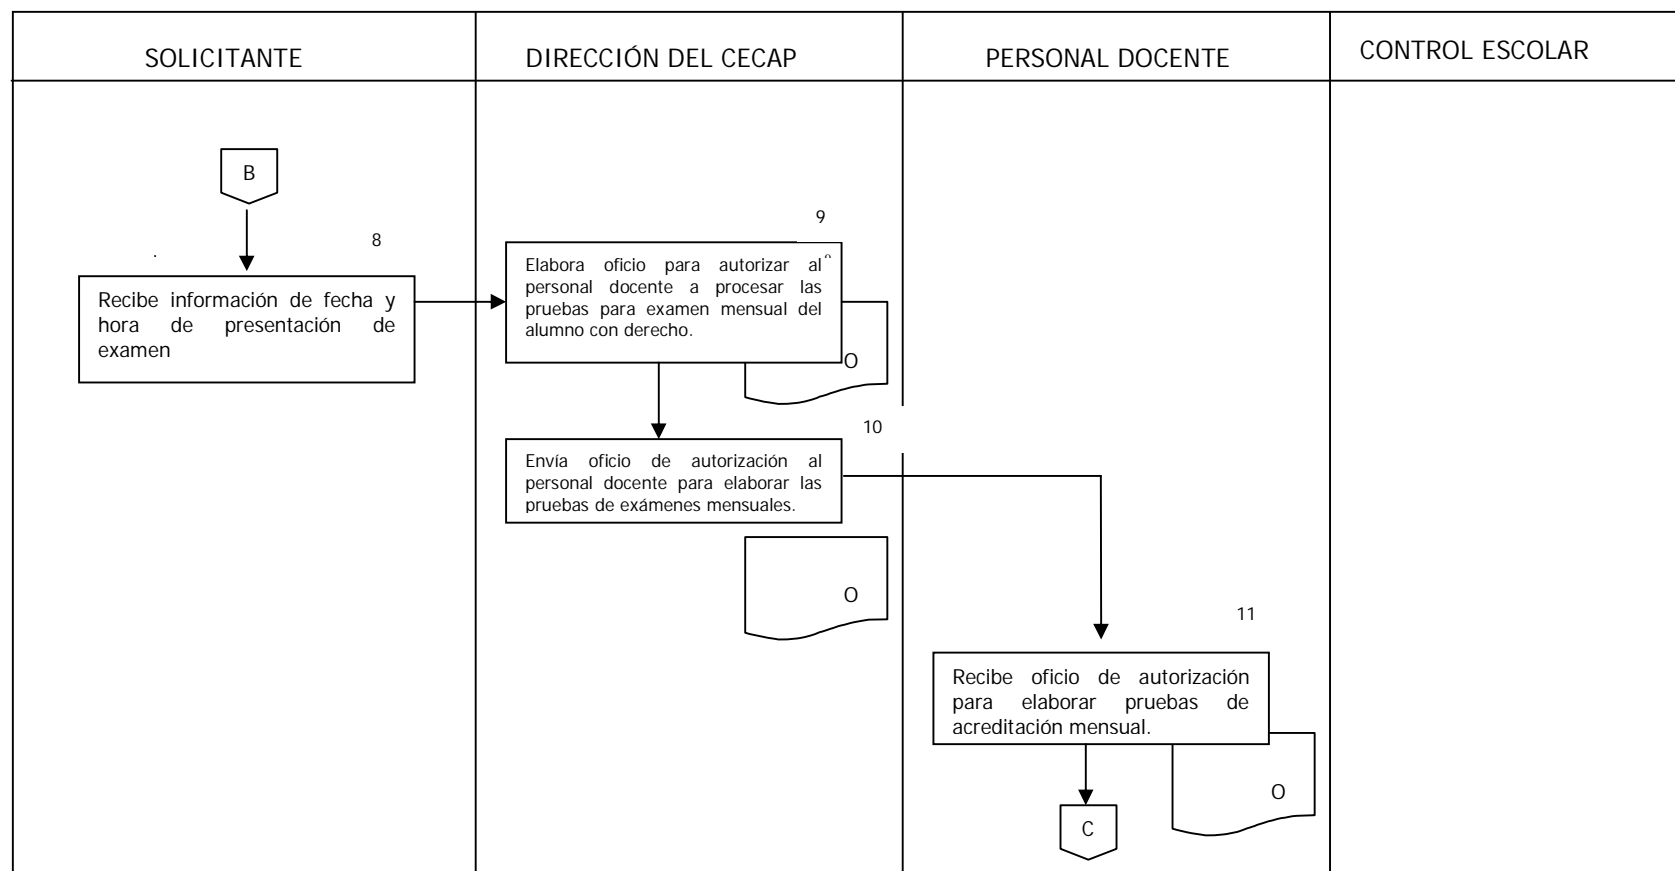 SOLICITANTE
DIRECCIÓN DEL CECAP
PERSONAL DOCENTE
CONTROL ESCOLAR
B
8
Recibe información de fecha y
hora de presentación de
examen
9
Elabora oficio para autorizar al
personal docente a procesar las
pruebas para examen mensual del
alumno con derecho.
O
10
Envía oficio de autorización al
personal docente para elaborar las
pruebas de exámenes mensuales.
O
11
Recibe oficio de autorización
para elaborar pruebas de
acreditación mensual.
O
C